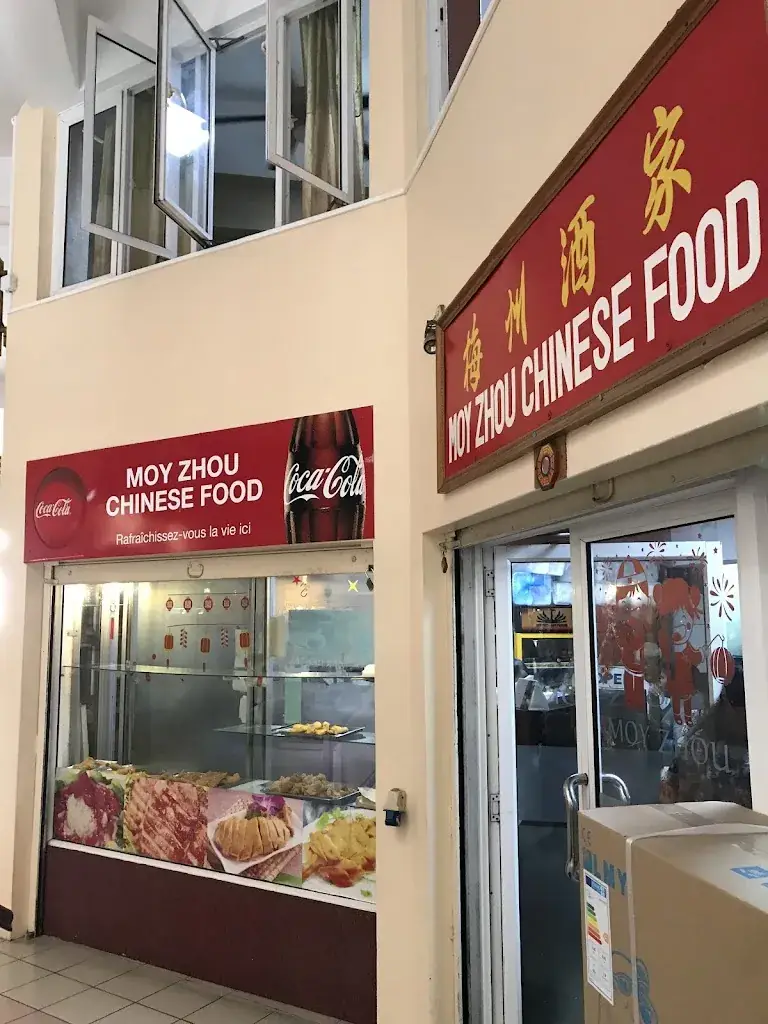 梅州酒家
MOY ZHOU CHINESE FOOD
Coca-Cola
MOY ZHOU
CHINESE FOOD
Rafraîchissez-vous la vie ici
Coca-Cola
MOY ZHOU